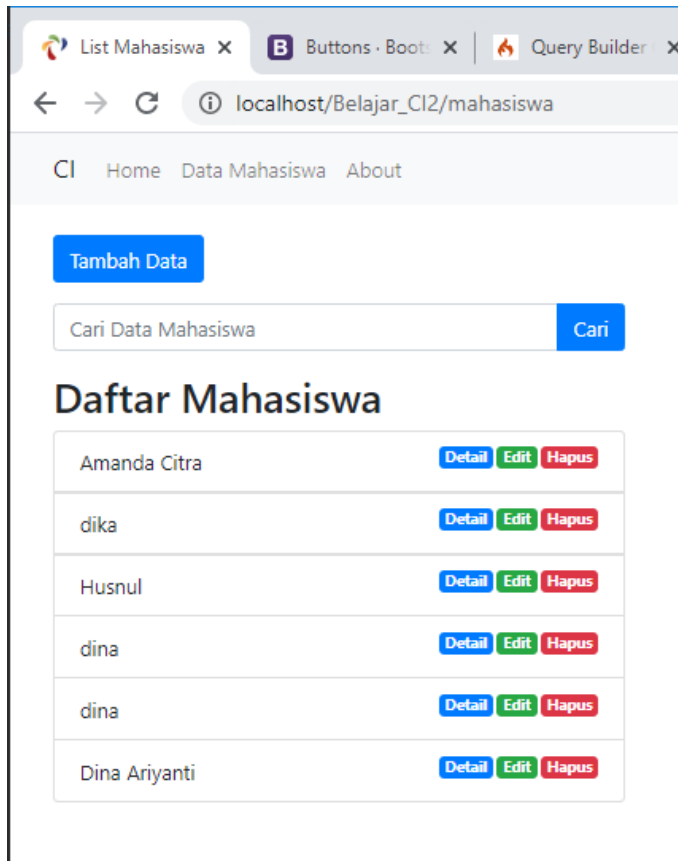 List Mahasiswa Buttons · Boots Query Builder
localhost/Belajar_CI2/mahasiswa
CI Home Data Mahasiswa About
Tambah Data
Cari Data Mahasiswa Cari
Daftar Mahasiswa
Amanda Citra Detail Edit Hapus
dika Detail Edit Hapus
Husnul Detail Edit Hapus
dina Detail Edit Hapus
dina Detail Edit Hapus
Dina Ariyanti Detail Edit Hapus